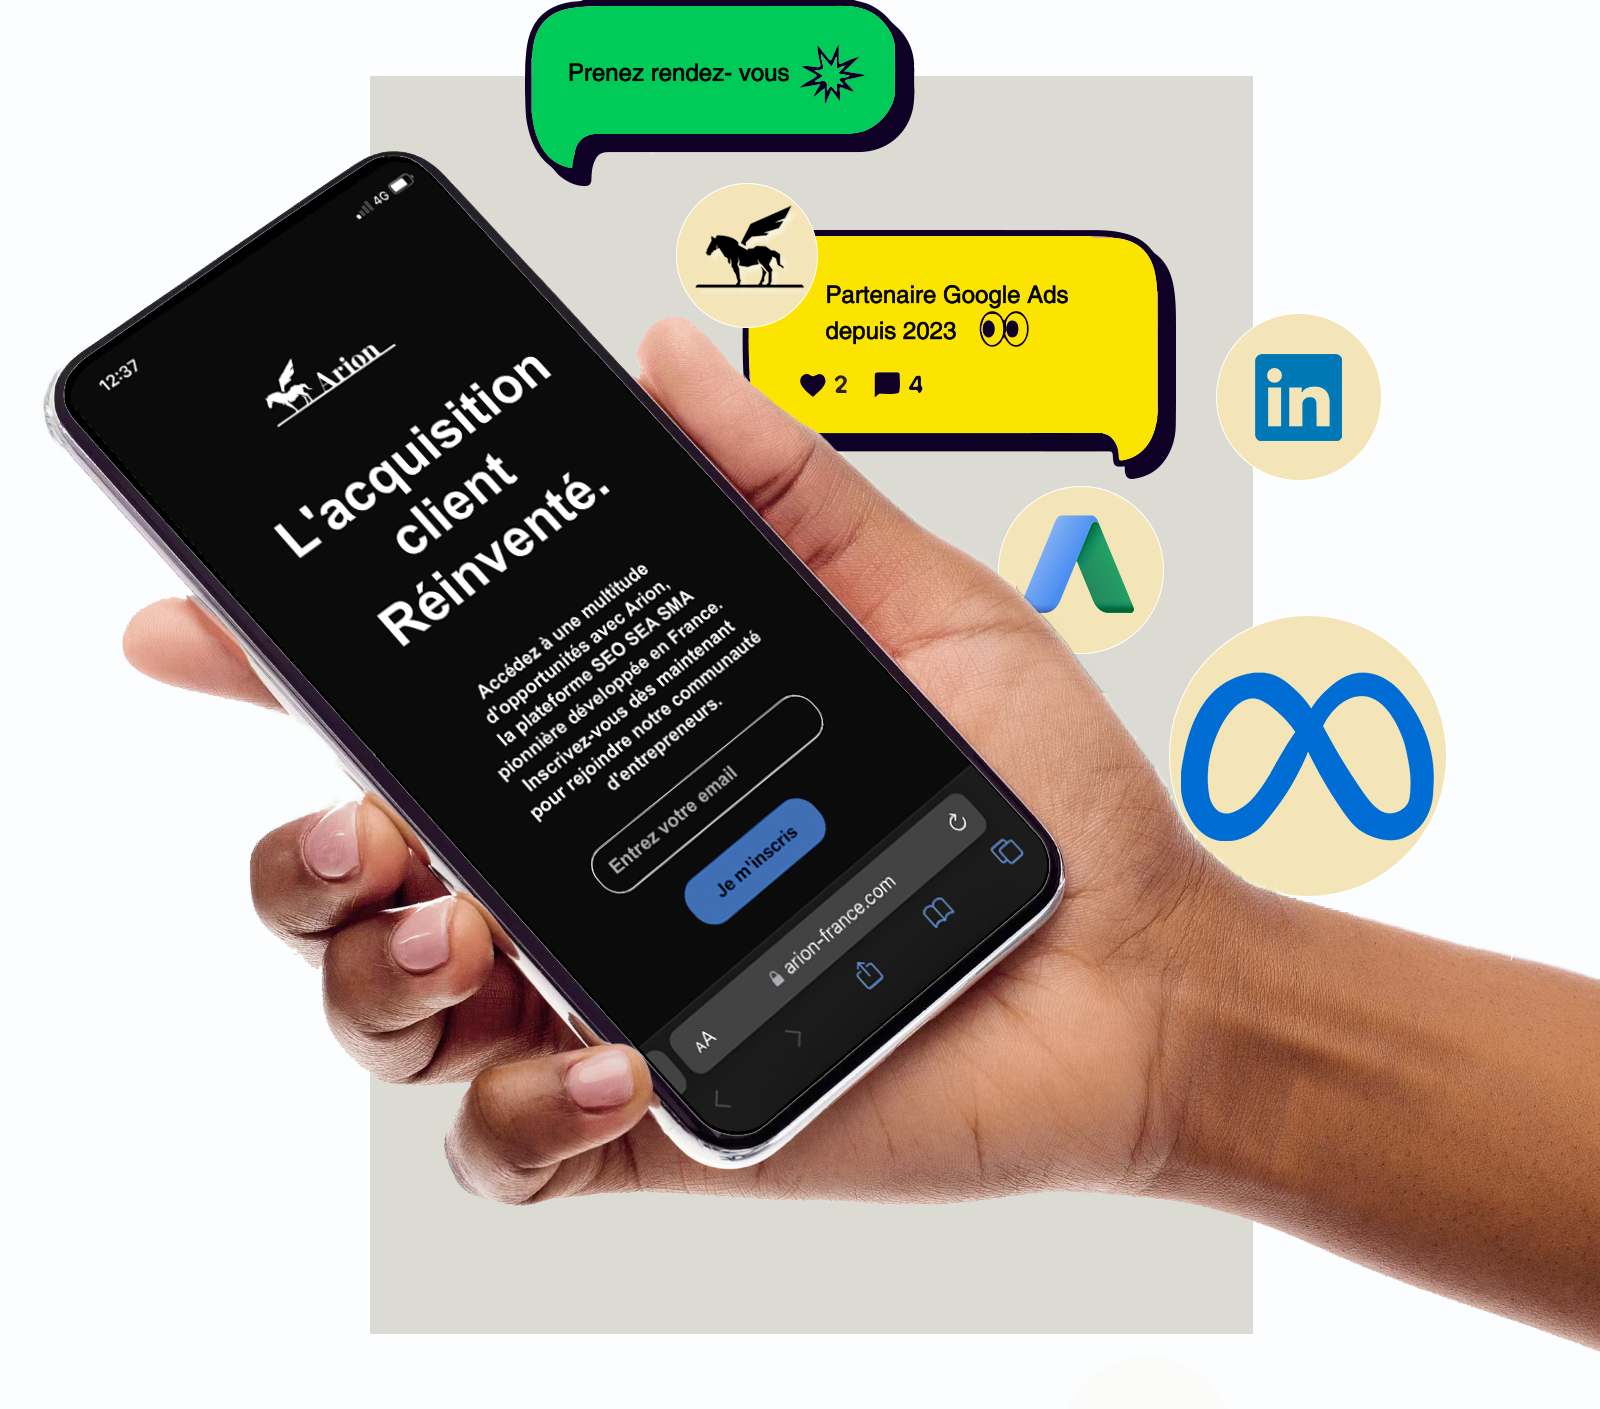 Prenez rendez- vous
Partenaire Google Ads
depuis 2023
2 4
in
4G
12:37
Arion
L'acquisition
client
Réinventé.
Accédez à une multitude
d'opportunités avec Arion,
la plateforme SEO SEA SMA
pionnière développée en France.
Inscrivez-vous dès maintenant
pour rejoindre notre communauté
d'entrepreneurs.
Entrez votre email
Je m'inscris
AA arion-france.com